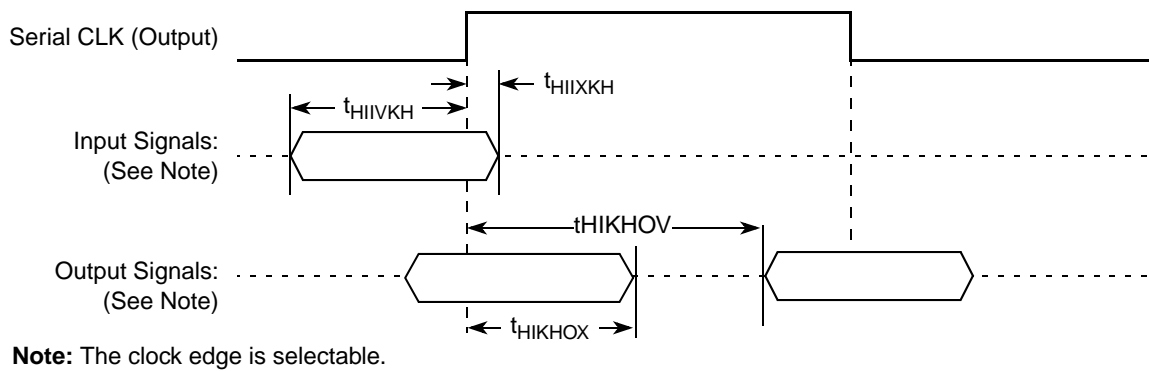 Serial CLK (Output)
tHIIXKH
tHIIVKH
Input Signals:
(See Note)
tHIKHOV
Output Signals:
(See Note)
tHIKHOX
Note: The clock edge is selectable.